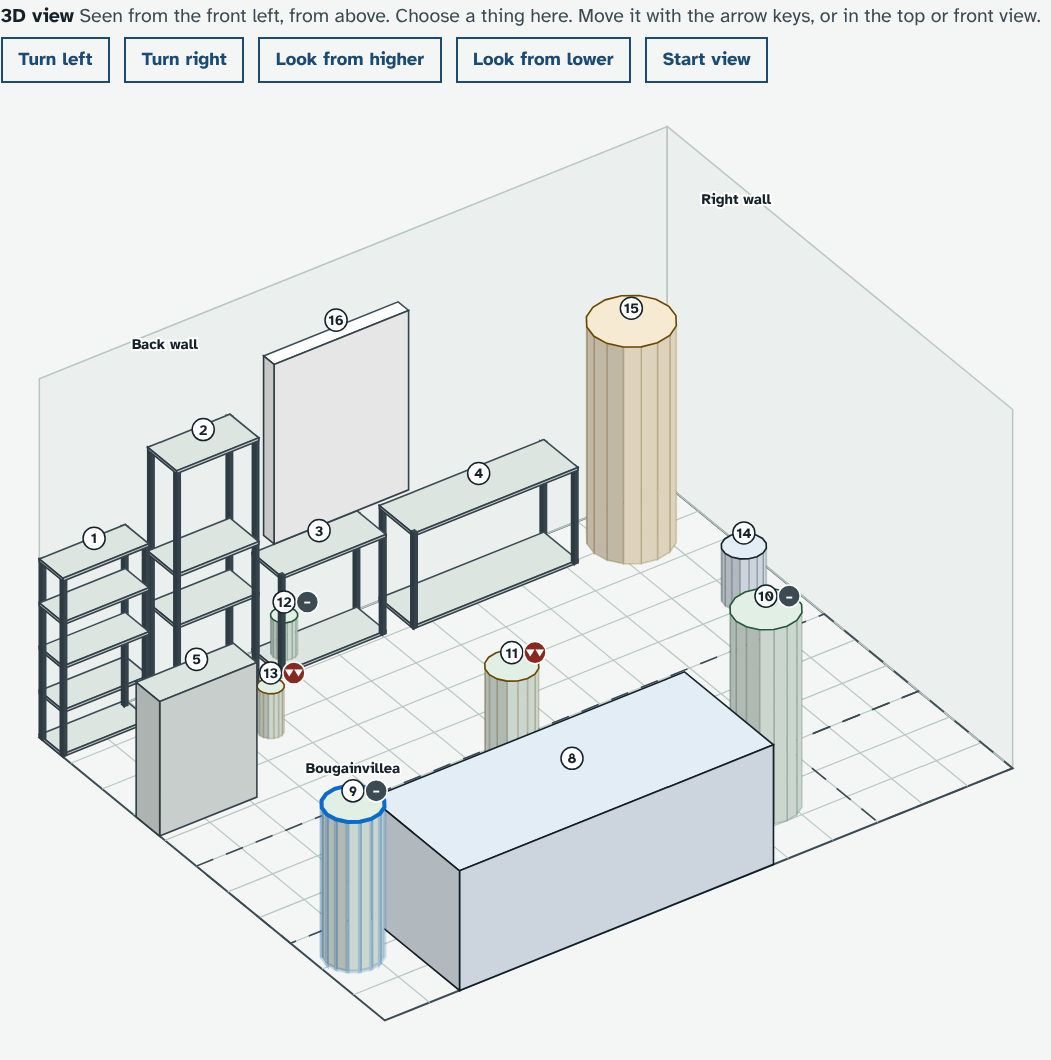 3D view Seen from the front left, from above. Choose a thing here. Move it with the arrow keys, or in the top or front view.
Turn left
Turn right
Look from higher
Look from lower
Start view
Right wall
Back wall
15
16
2
4
3
1
14
10
12
11
5
13
8
Bougainvillea
9